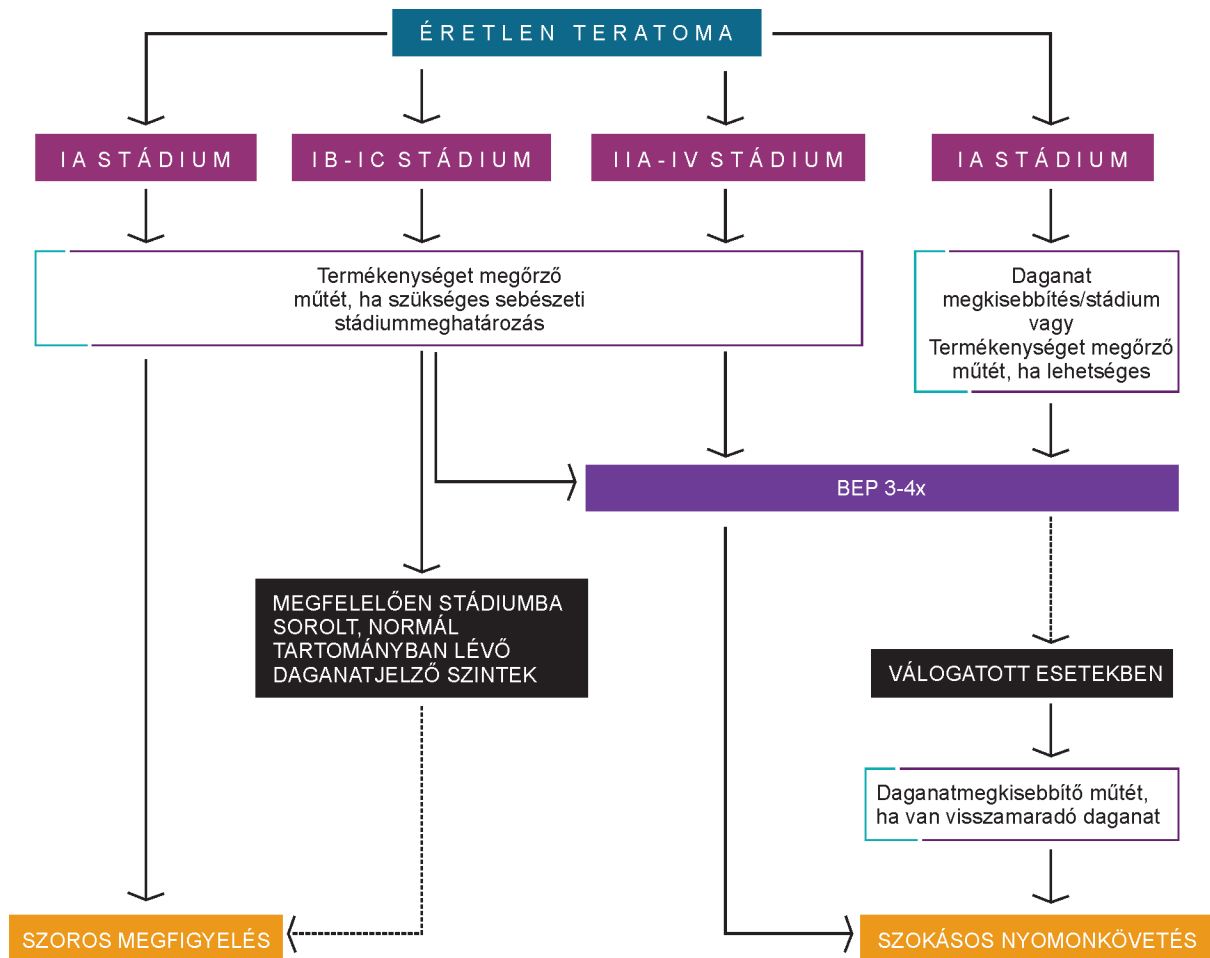 ÉRETLEN TERATOMA
IA STÁDIUM
IB-IC STÁDIUM
IIA-IV STÁDIUM
IA STÁDIUM
Termékenységet megőrző
műtét, ha szükséges sebészeti
stádiummeghatározás
Daganat
megkisebbítés/stádium
vagy
Termékenységet megőrző
műtét, ha lehetséges
BEP 3-4x
MEGFELELŐEN STÁDIUMBA
SOROLT, NORMÁL
TARTOMÁNYBAN LÉVŐ
DAGANATJELZŐ SZINTEK
VÁLOGATOTT ESETEKBEN
Daganatmegkisebbítő műtét,
ha van visszamaradó daganat
SZOROS MEGFIGYELÉS
SZOKÁSOS NYOMONKÖVETÉS